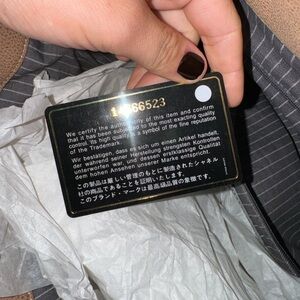 We certify the authenticity of this item and confirm
that it has been submitted to the most exacting quality
control. Its high quality is a symbol of the fine reputation
of the Trademark.
Wir bestätigen, dass es sich um einen Artikel handelt,
der während seiner Herstellung strengsten Kontrollen
unterworfen war, und dessen erstklassige Qualität
dem hohen Ansehen unserer Marke entspricht.
この製品は厳しい管理のもとに製造されたシャネル
社の商品であることを証明いたします。
このブランド・マークは最高級品の証です。